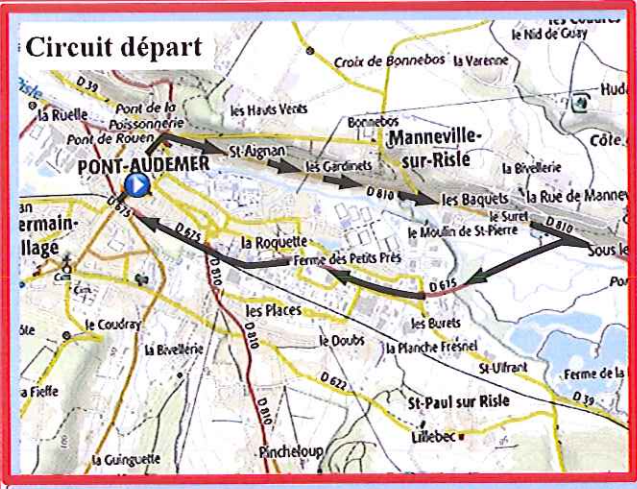 Circuit départ
le Nid de Guay
Croix de Bonnebos
la Varenne
D 39
Risle
la Ruelle
Pont de la
Poissonnerie
Pont de Rouen
les Hauts Vents
Bonnebos
Manneville-
sur-Risle
PONT-AUDEMER
St-Aignan
les Gardinets
D 810
les Baquets
la Bivellerie
la Rue de Mannev
Côte
le Suret
D 810
le Moulin de St-Pierre
Sous le
D 675
ermain-
llage
D 675
D 810
la Roquette
Ferme des Petits Prés
D 675
les Places
les Burets
le Coudray
la Bivellerie
D 810
le Doubs
la Planche Fresnel
St-Ulfrant
Ferme de la
D 622
D 39
a Fieffe
St-Paul sur Risle
D 810
Lillebec
la Guinguette
Pincheloup